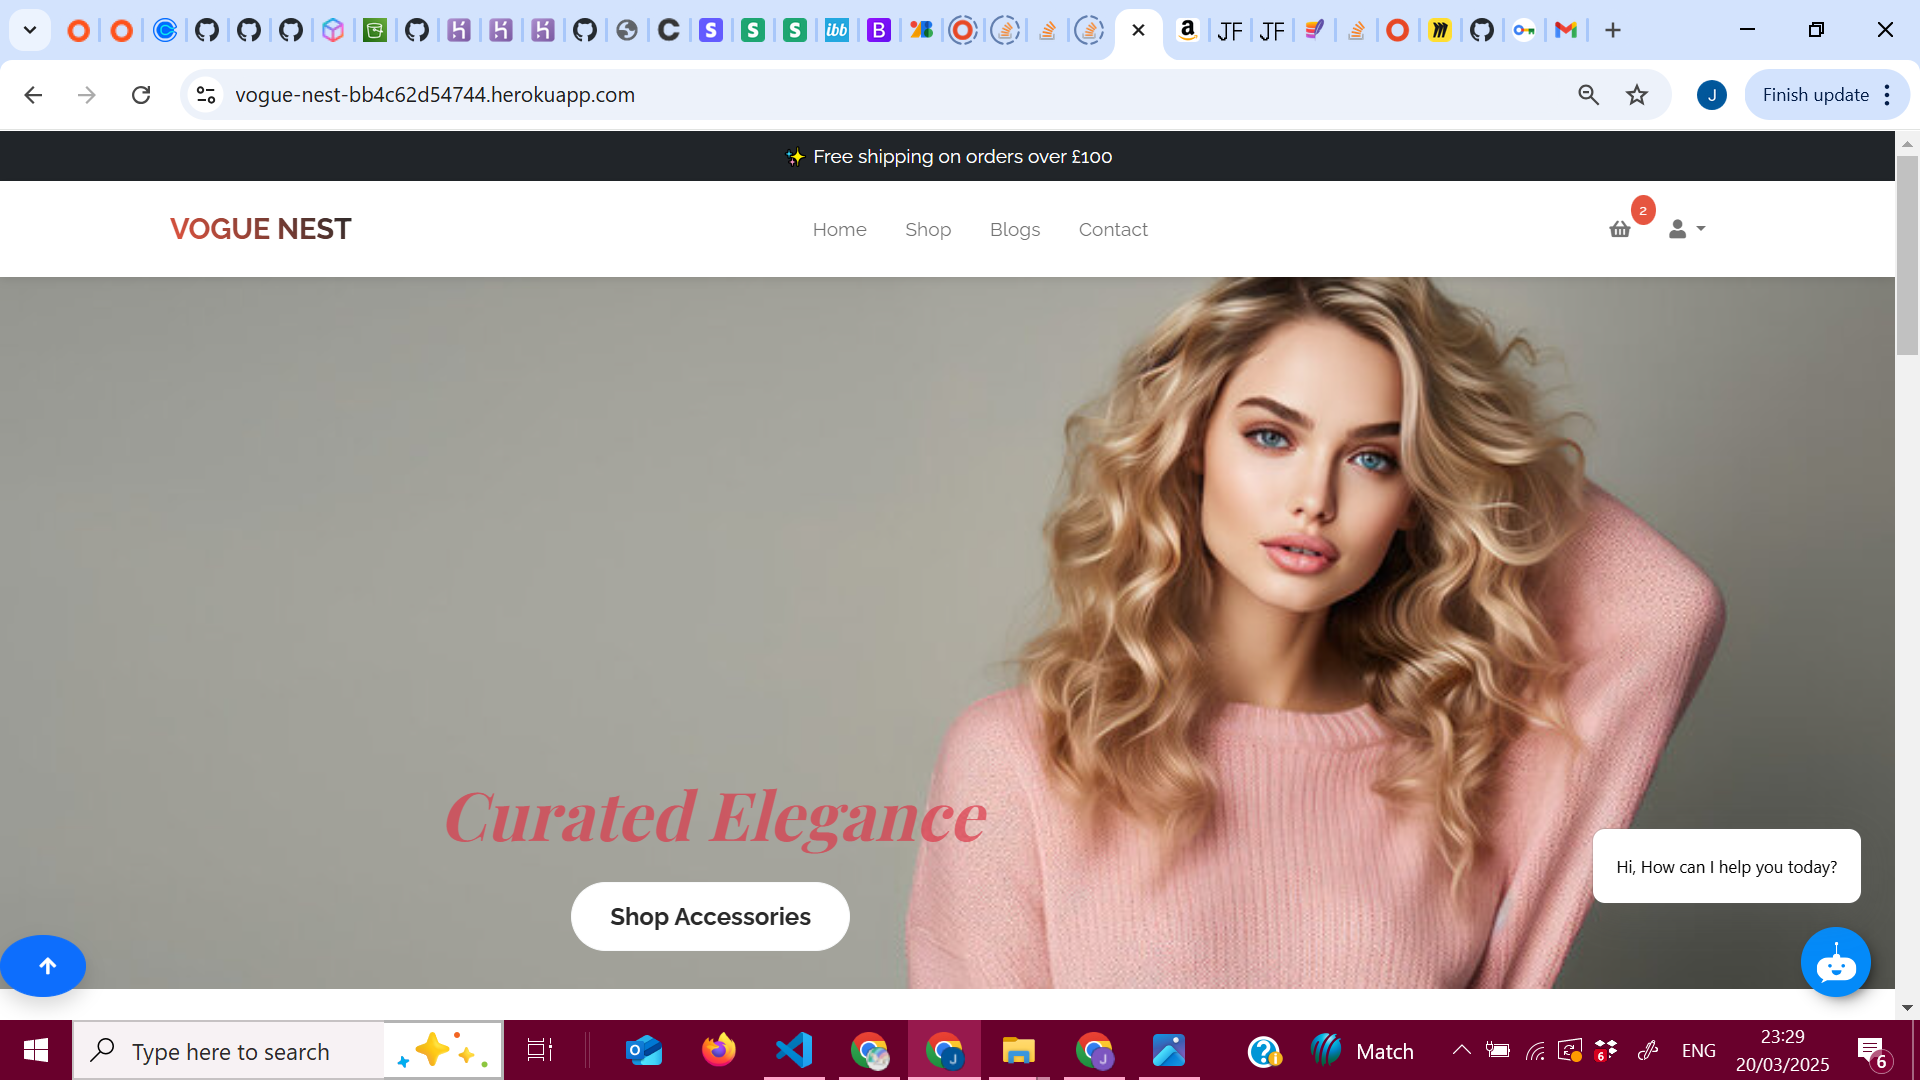 vogue-nest-bb4c62d54744.herokuapp.com
J
Finish update
✨ Free shipping on orders over £100
VOGUE NEST
Home Shop Blogs Contact
2
Curated Elegance
Shop Accessories
Hi, How can I help you today?
Type here to search
Match
ENG
23:29
20/03/2025
6